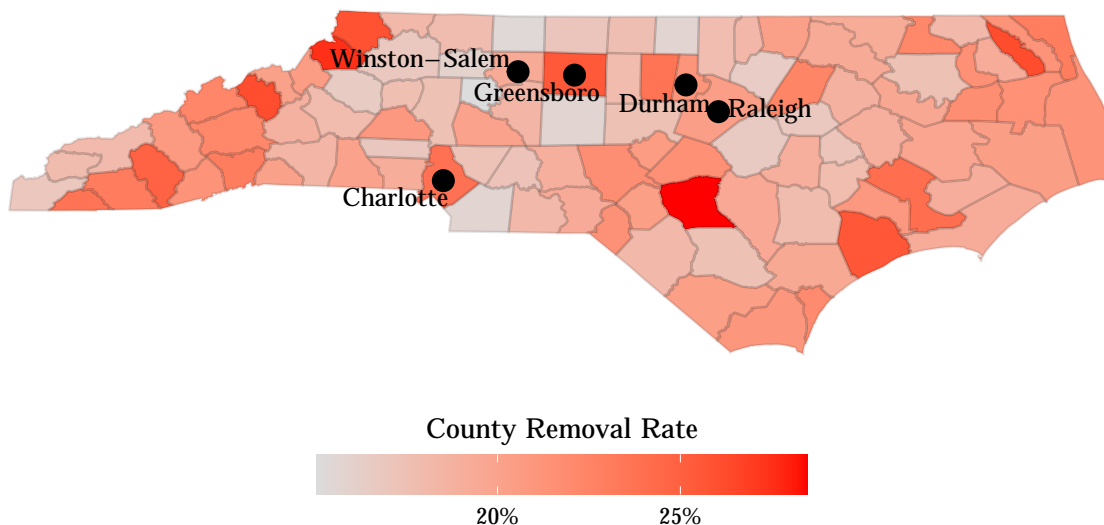 Winston–Salem
Greensboro
Durham
Raleigh
Charlotte
County Removal Rate
20%
25%